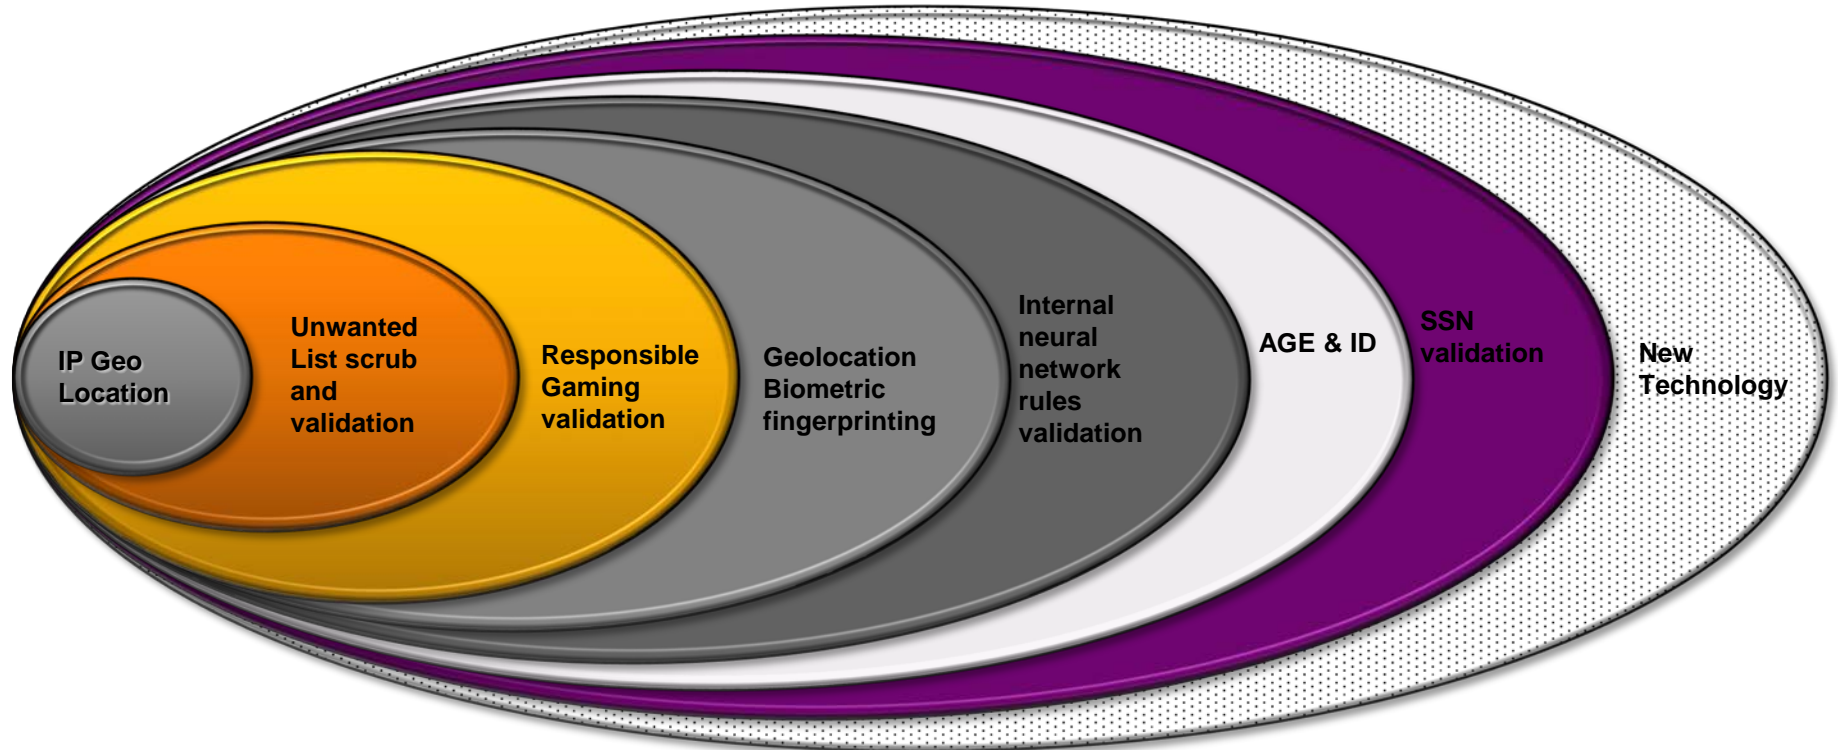 IP Geo
Location
Unwanted
List scrub
and
validation
Responsible
Gaming
validation
Geolocation
Biometric
fingerprinting
Internal
neural
network
rules
validation
AGE & ID
SSN
validation
New
Technology